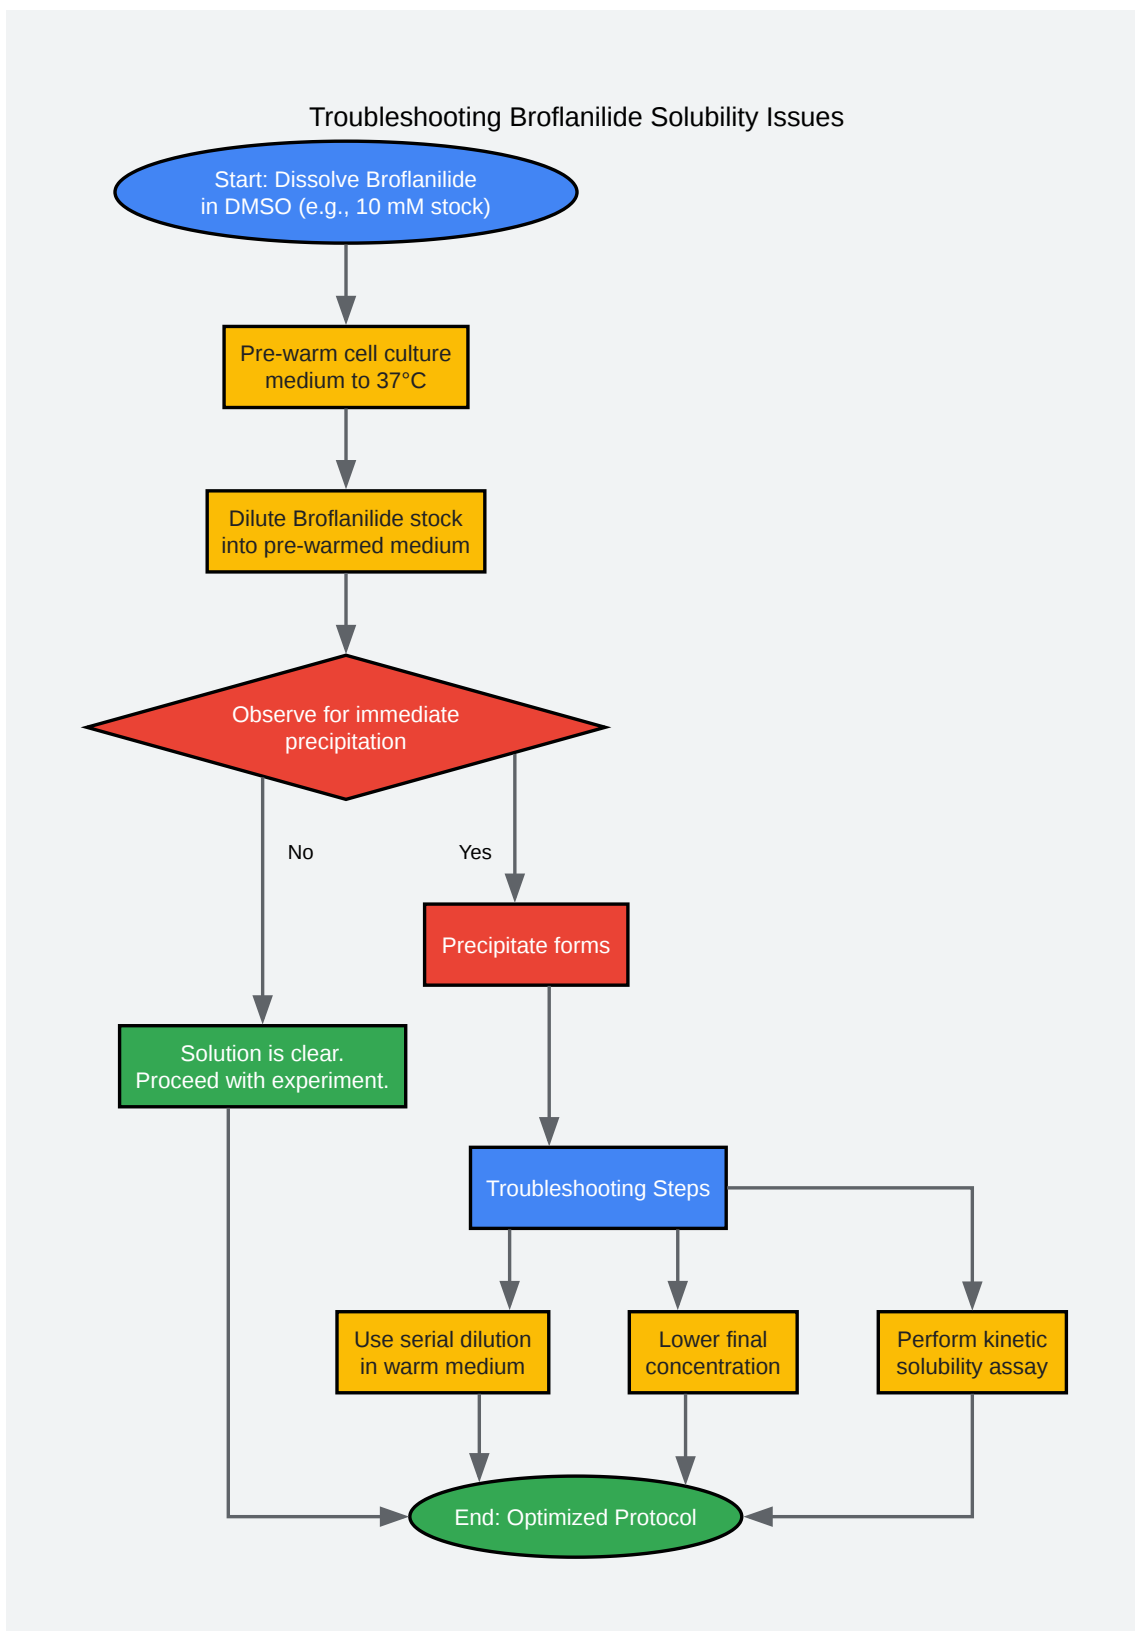 Troubleshooting Broflanilide Solubility Issues
Start: Dissolve Broflanilide
in DMSO (e.g., 10 mM stock)
Pre-warm cell culture
medium to 37°C
Dilute Broflanilide stock
into pre-warmed medium
Observe for immediate
precipitation
No
Yes
Precipitate forms
Solution is clear.
Proceed with experiment.
Troubleshooting Steps
Use serial dilution
in warm medium
Lower final
concentration
Perform kinetic
solubility assay
End: Optimized Protocol